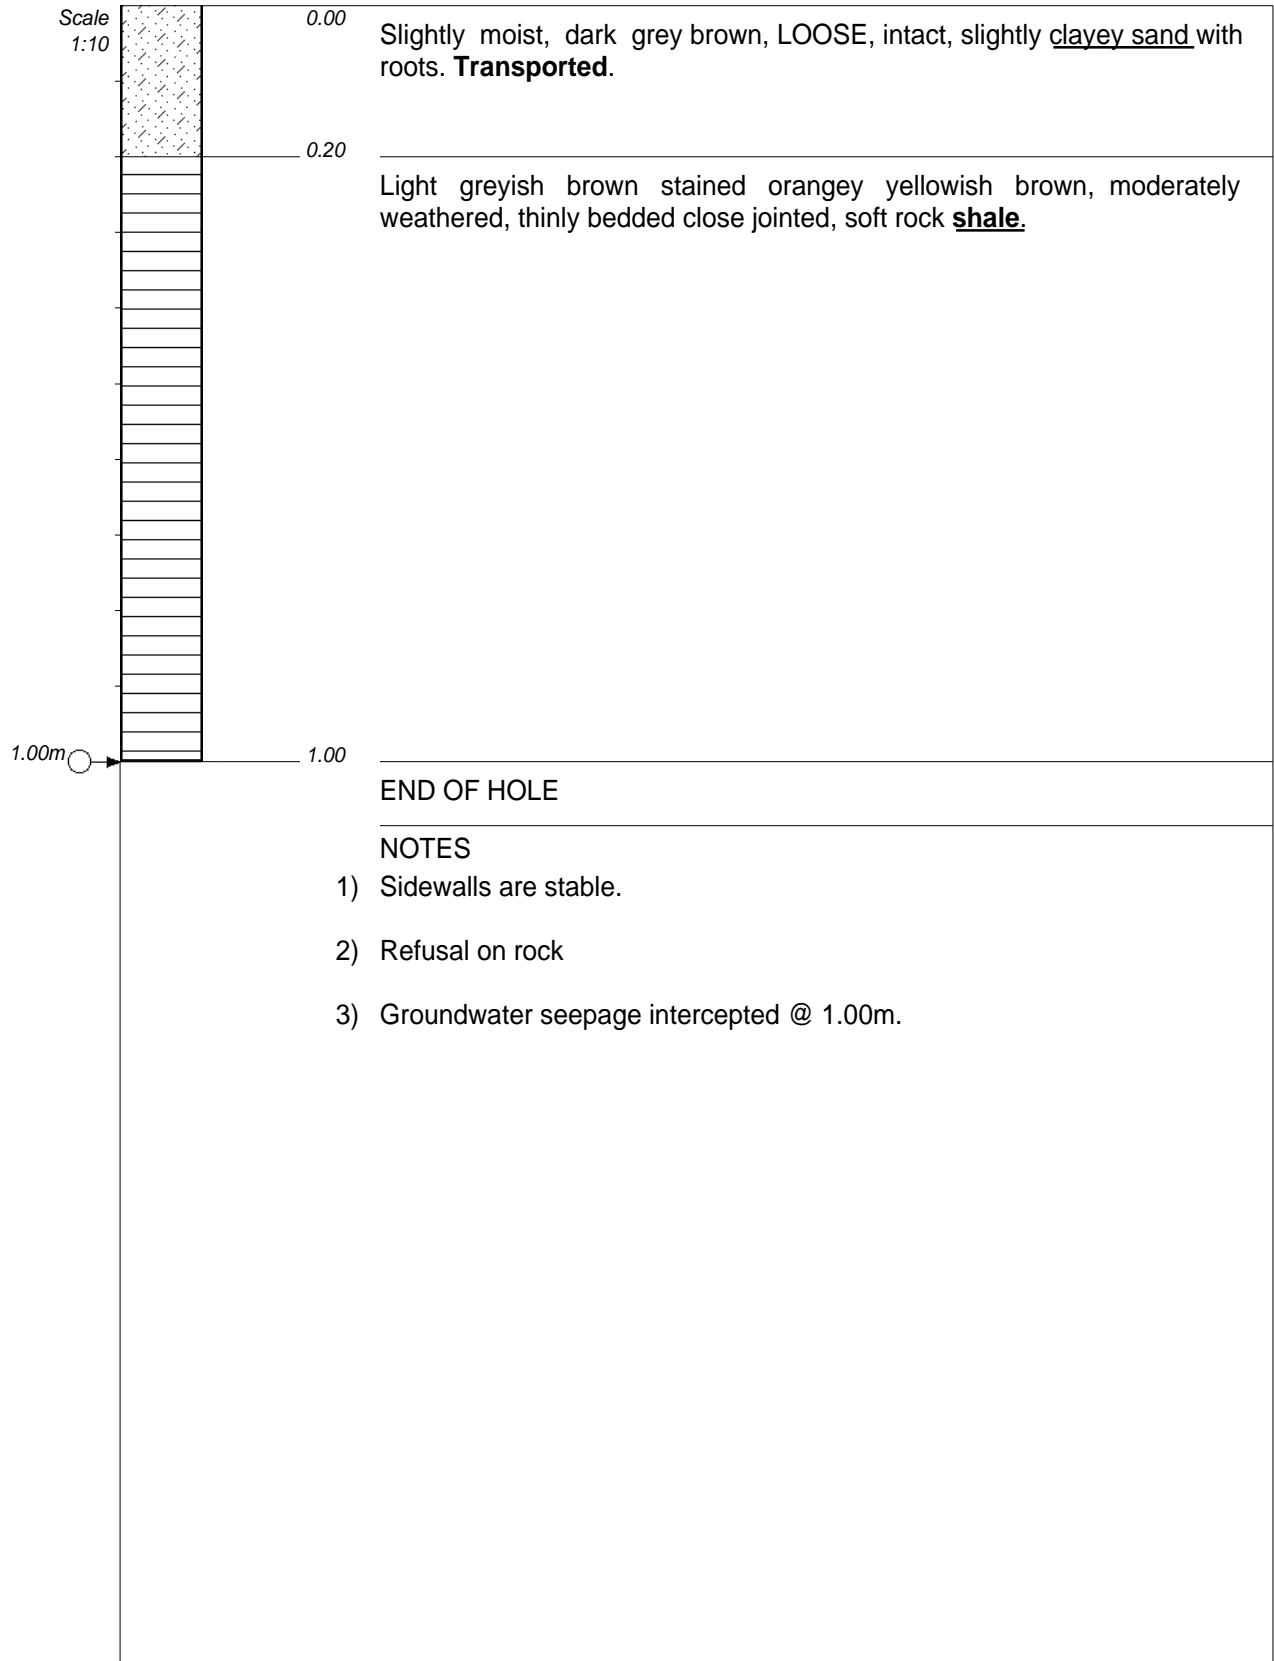 Scale
1:10
0.00
Slightly moist, dark grey brown, LOOSE, intact, slightly clayey sand with
roots. Transported.
0.20
Light greyish brown stained orangey yellowish brown, moderately
weathered, thinly bedded close jointed, soft rock shale.
1.00m
1.00
END OF HOLE
NOTES
1) Sidewalls are stable.
2) Refusal on rock
3) Groundwater seepage intercepted @ 1.00m.